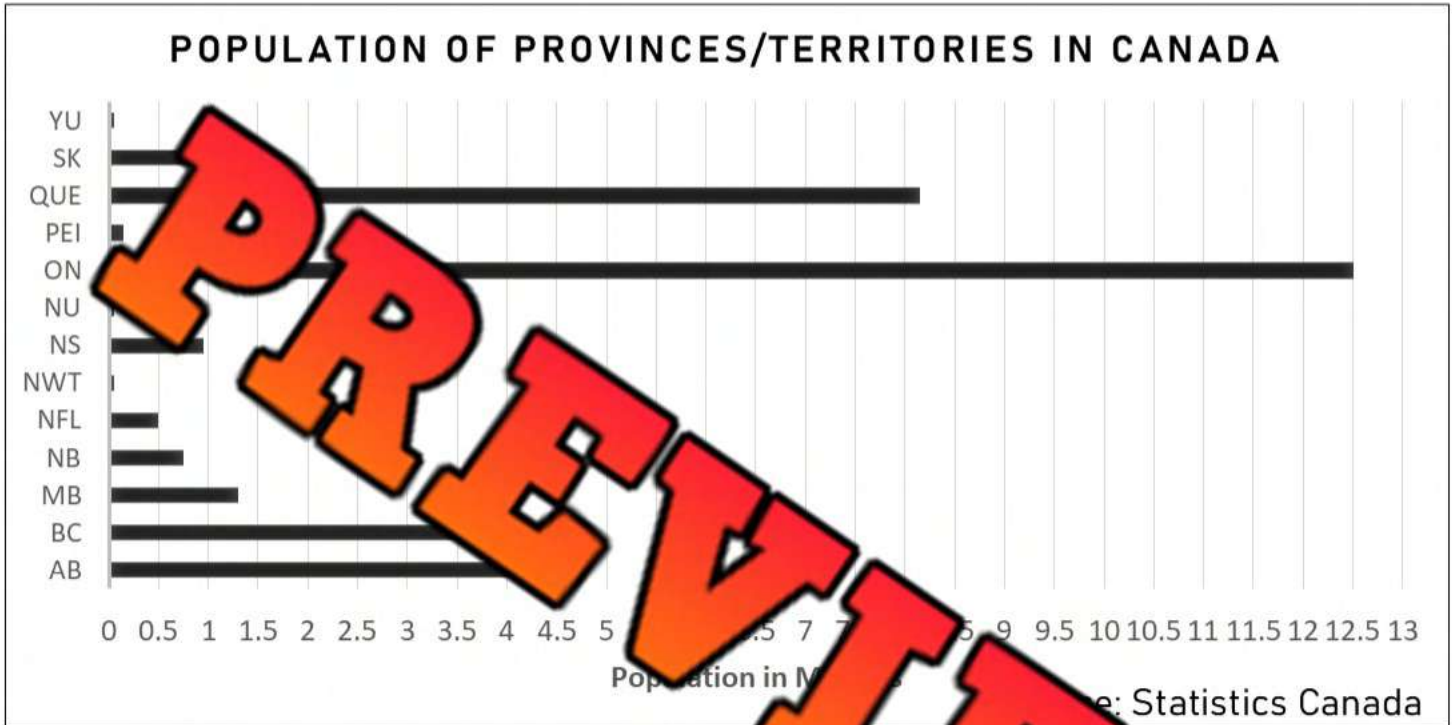 POPULATION OF PROVINCES/TERRITORIES IN CANADA
YU
SK
QUE
PEI
ON
NU
NS
NWT
NFL
NB
MB
BC
AB
0 0.5 1 1.5 2 2.5 3 3.5 4 4.5 5 7 9 9.5 10 10.5 11 11.5 12 12.5 13
in
Statistics Canada
PREVI